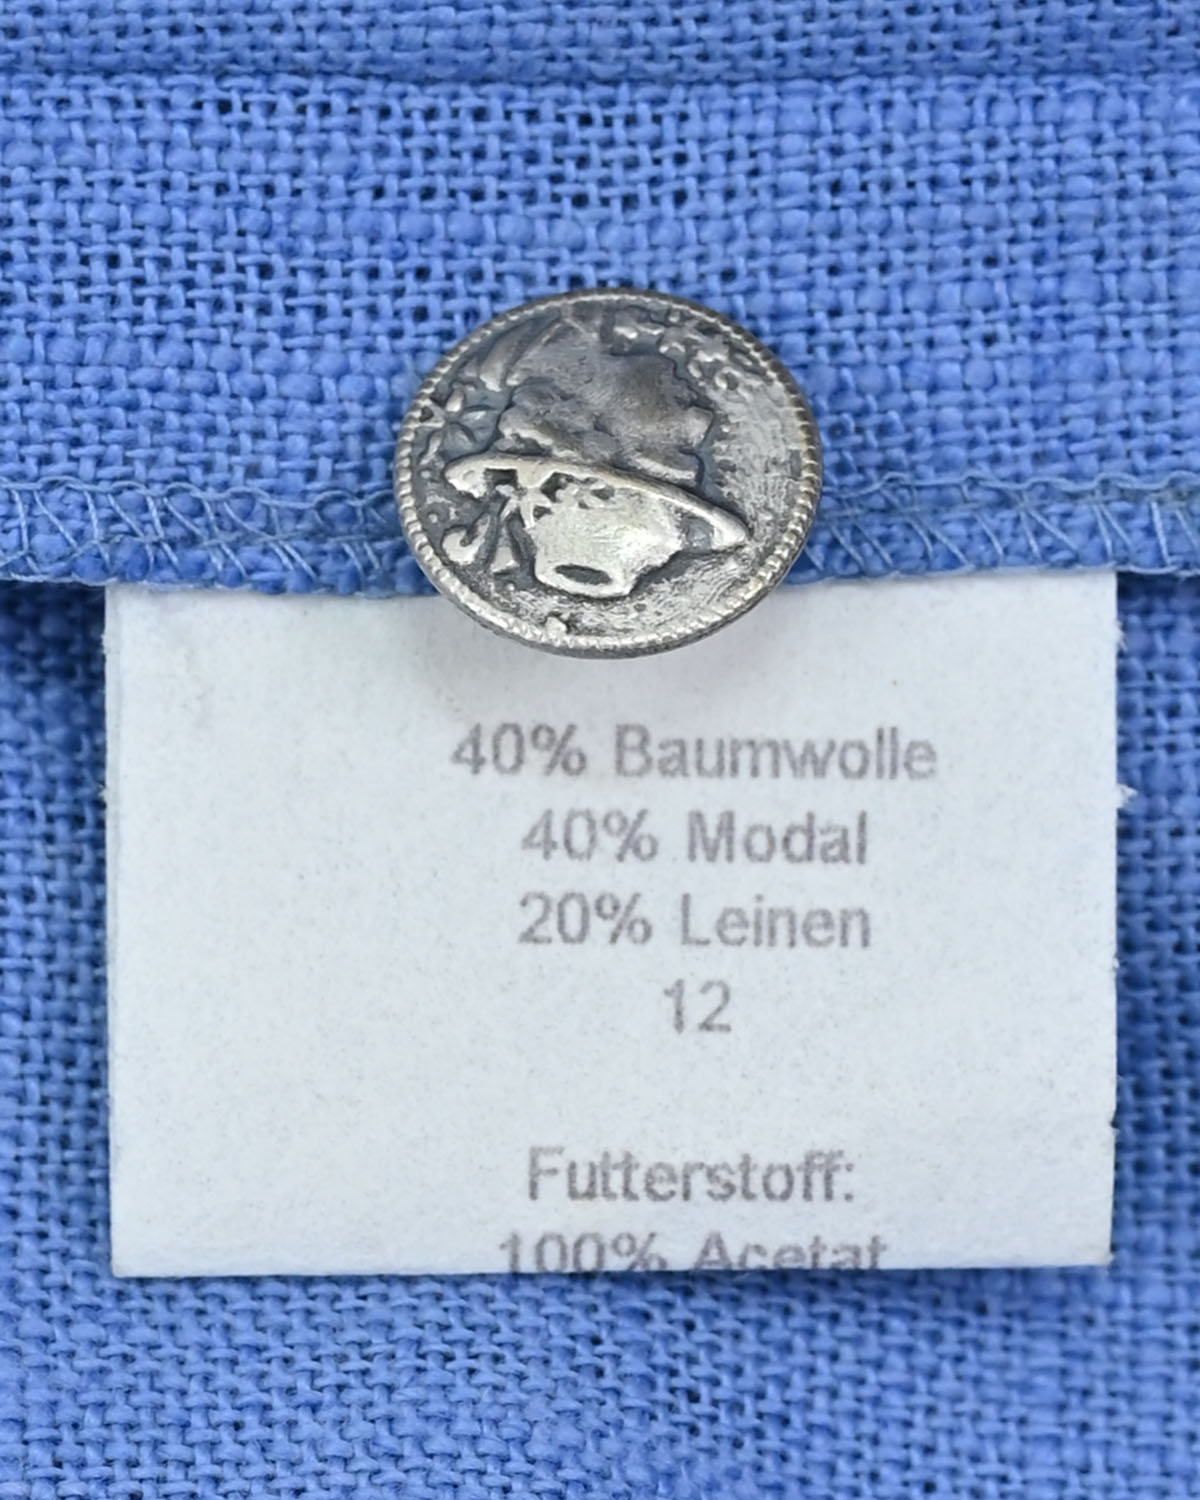 40% Baumwolle
40% Modal
20% Leinen
12
Futterstoff:
100% Acetat